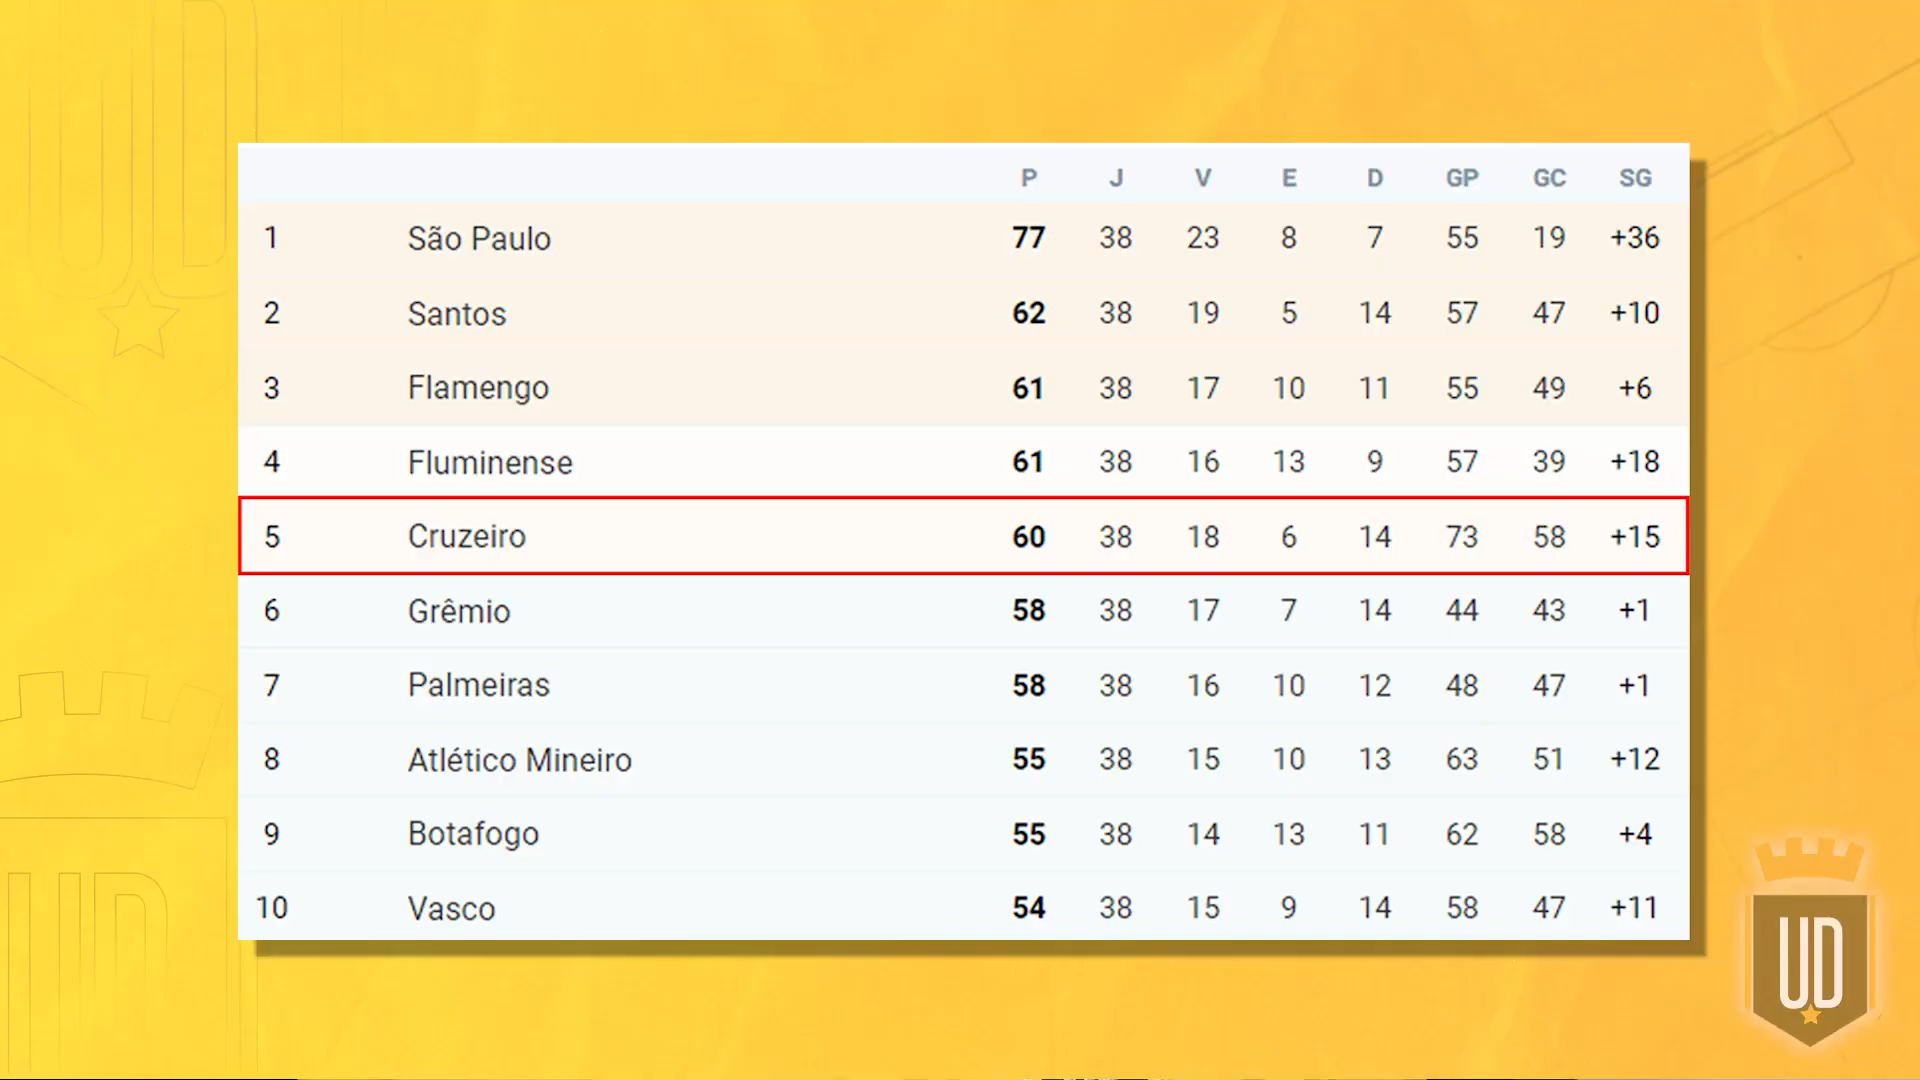 P J V E D GP GC SG
1 São Paulo 77 38 23 8 7 55 19 +36
2 Santos 62 38 19 5 14 57 47 +10
3 Flamengo 61 38 17 10 11 55 49 +6
4 Fluminense 61 38 16 13 9 57 39 +18
5 Cruzeiro 60 38 18 6 14 73 58 +15
6 Grêmio 58 38 17 7 14 44 43 +1
7 Palmeiras 58 38 16 10 12 48 47 +1
8 Atlético Mineiro 55 38 15 10 13 63 51 +12
9 Botafogo 55 38 14 13 11 62 58 +4
10 Vasco 54 38 15 9 14 58 47 +11
UD
UD
UD